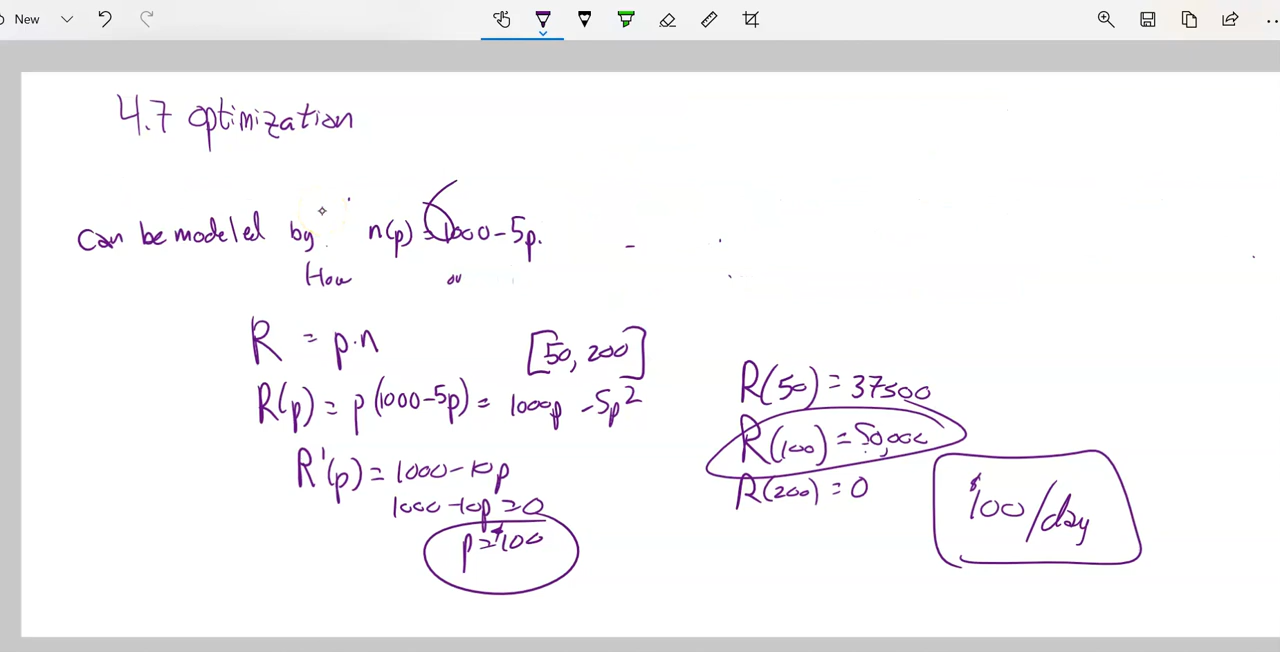 New
4.7 optimization
can be modeled by n(p) = 1000 - 5p.
How ou
R = p·n [50, 200]
R(p) = p(1000-5p) = 1000p - 5p²
R'(p) = 1000 - 10p
1000 - 10p = 0
p = $100
R(50) = 37500
R(100) = 50,000
R(200) = 0
$100/day